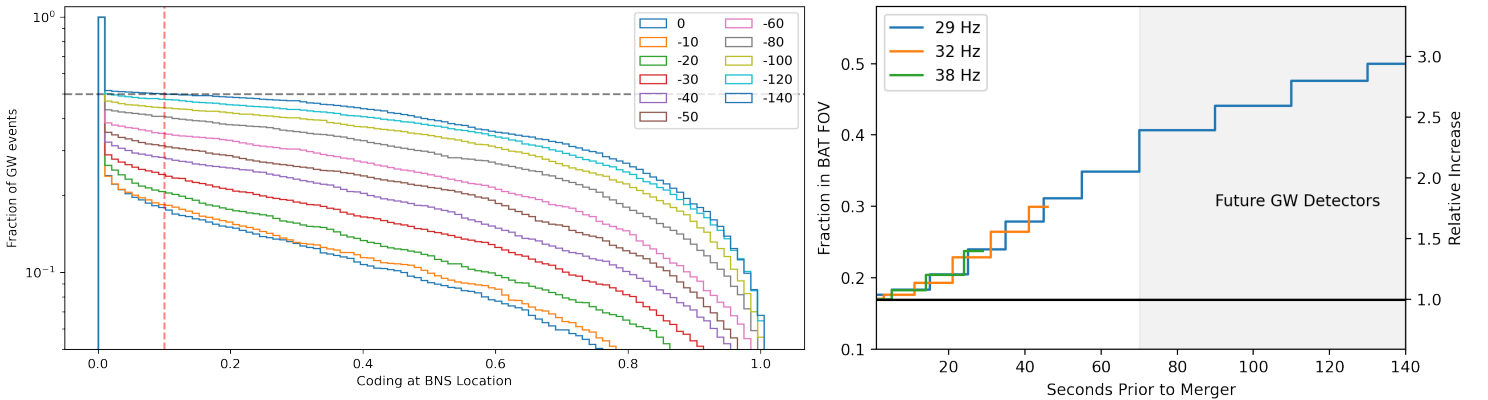 10⁰
10⁻¹
Fraction of GW events
0.0 0.2 0.4 0.6 0.8 1.0
Coding at BNS Location
0 -60
-10 -80
-20 -100
-30 -120
-40 -140
-50
29 Hz
32 Hz
38 Hz
0.5
0.4
0.3
0.2
0.1
Fraction in BAT FOV
Future GW Detectors
3.0
2.5
2.0
1.5
1.0
Relative Increase
20 40 60 80 100 120 140
Seconds Prior to Merger